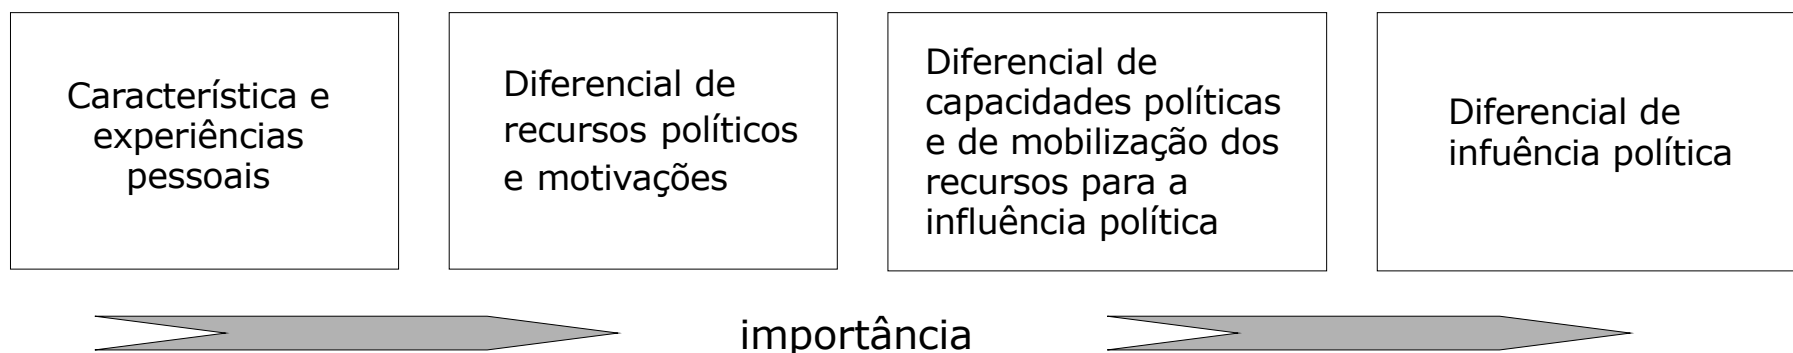 Característica e
experiências
pessoais
Diferencial de
recursos políticos
e motivações
Diferencial de
capacidades políticas
e de mobilização dos
recursos para a
influência política
Diferencial de
infuência política
importância